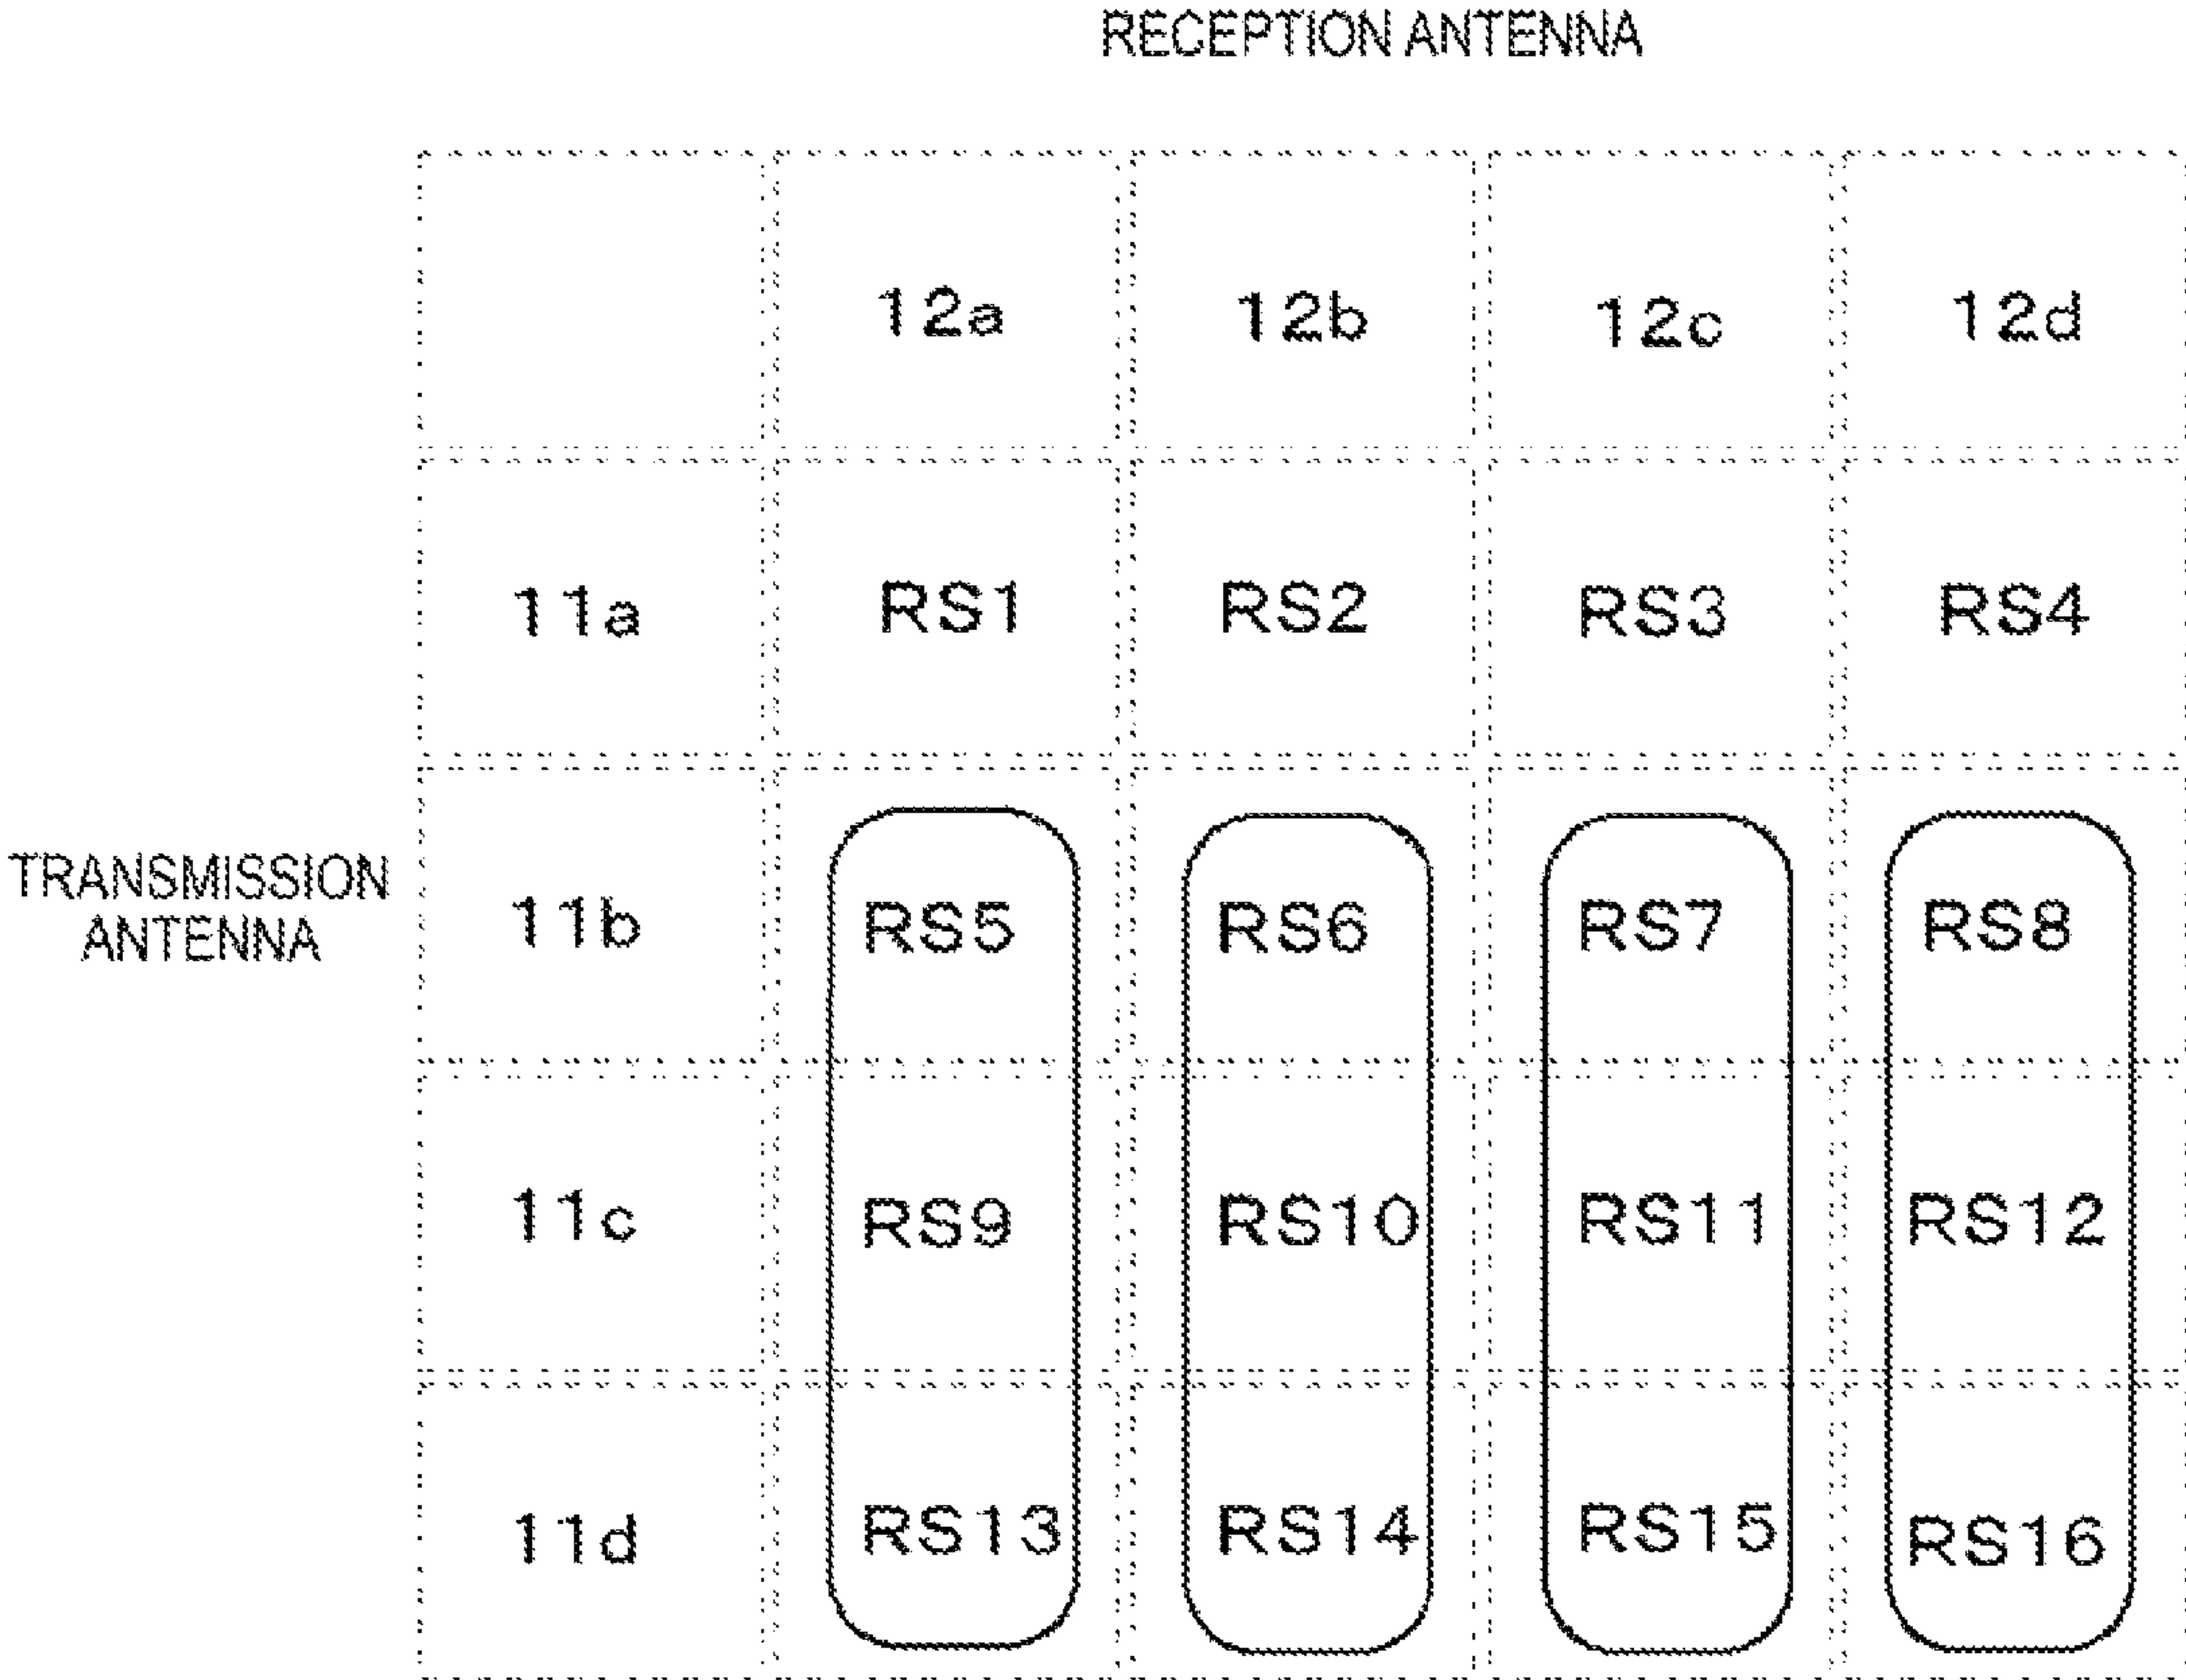 RECEPTION ANTENNA
12a 12b 12c 12d
11a RS1 RS2 RS3 RS4
TRANSMISSION
ANTENNA
11b RS5 RS6 RS7 RS8
11c RS9 RS10 RS11 RS12
11d RS13 RS14 RS15 RS16